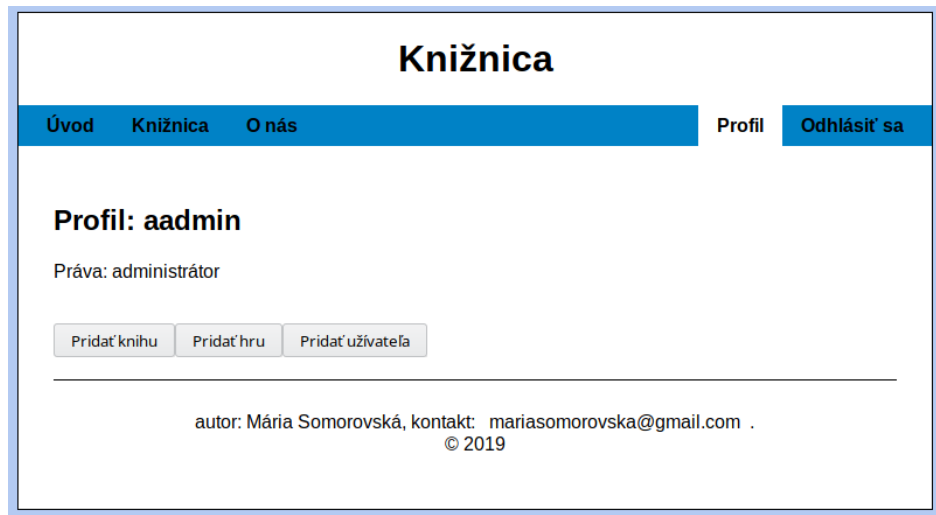 Knižnica
Úvod Knižnica O nás Profil Odhlásiť sa
Profil: aadmin
Práva: administrátor
Pridať knihu Pridať hru Pridať užívateľa
autor: Mária Somorovská, kontakt: mariasomorovska@gmail.com .
© 2019